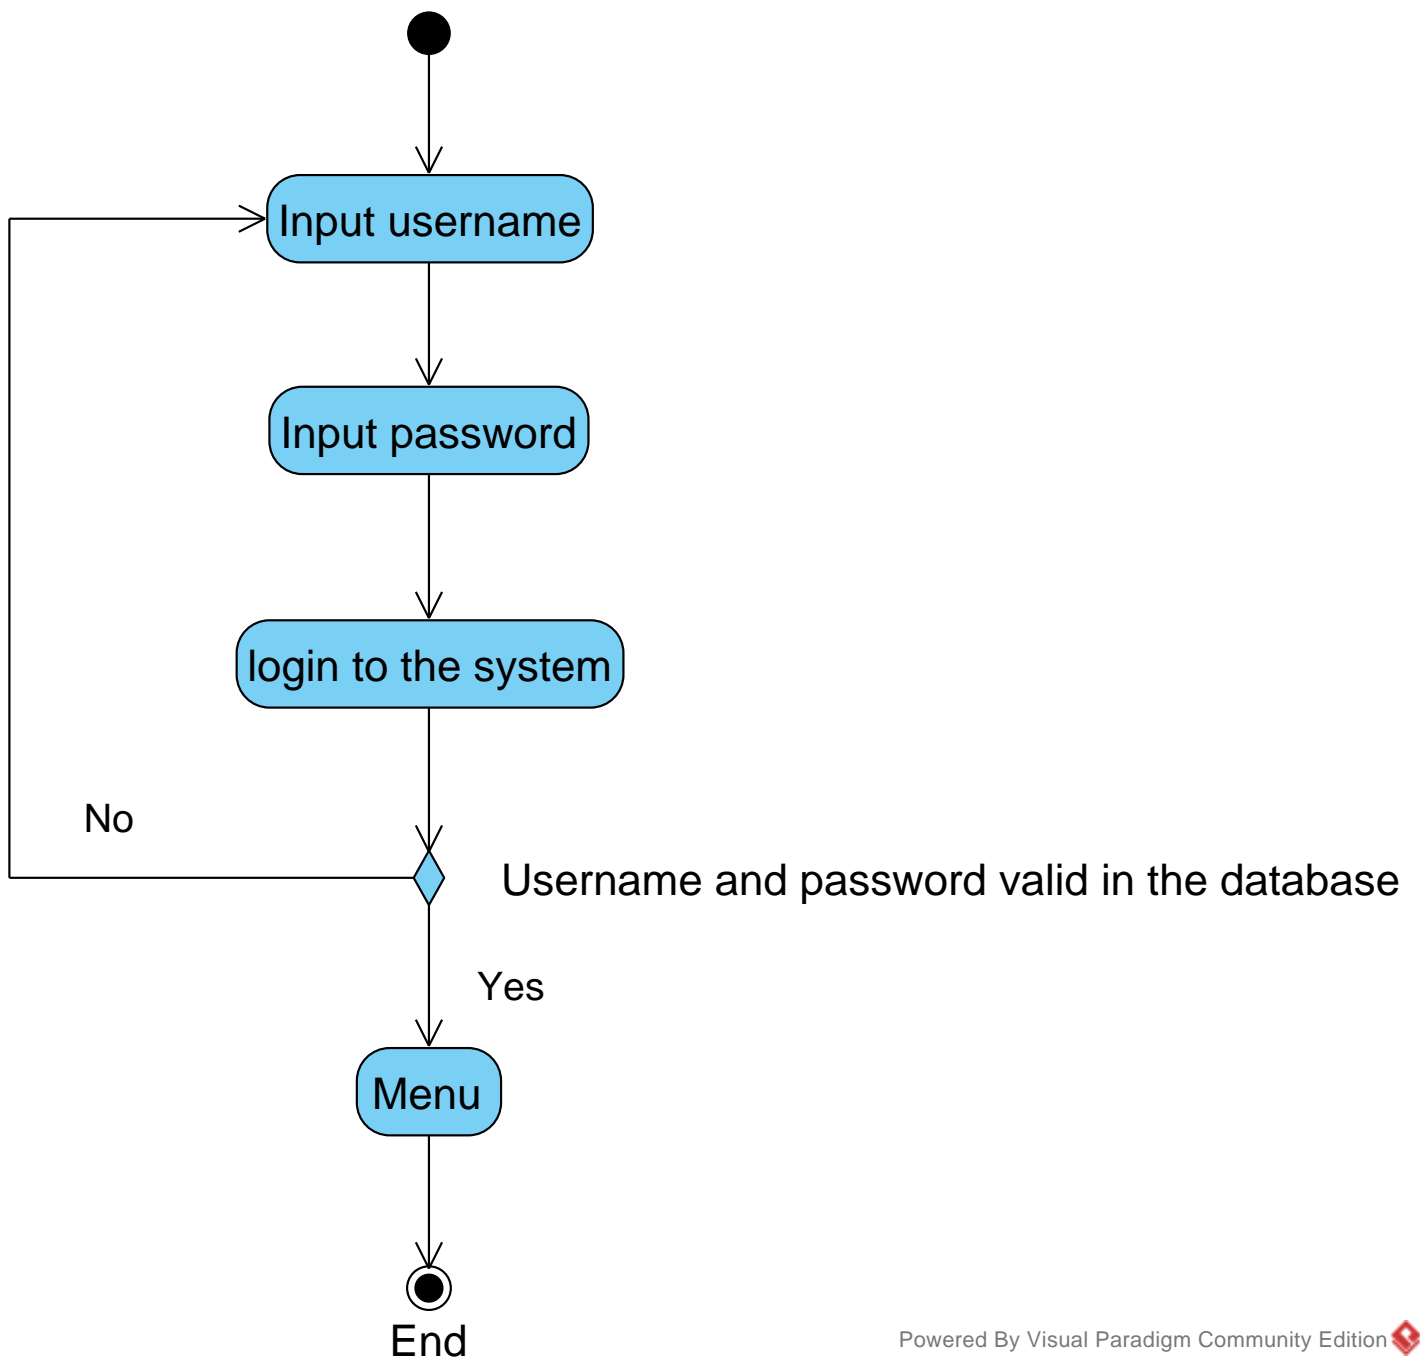 Input username
Input password
login to the system
No
Username and password valid in the database
Yes
Menu
End
Powered By Visual Paradigm Community Edition